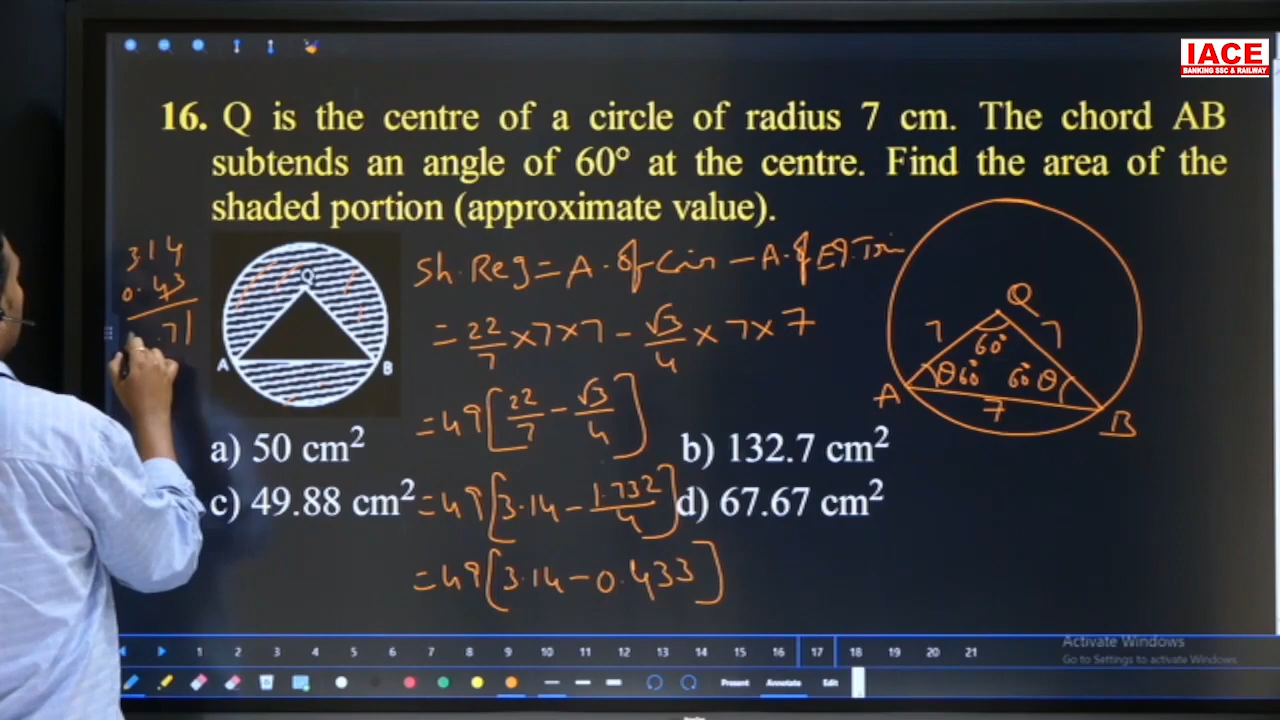 IACE
BANKING SSC & RAILWAY
16. Q is the centre of a circle of radius 7 cm. The chord AB
subtends an angle of 60° at the centre. Find the area of the
shaded portion (approximate value).
314
0.43
.71
Q
A
B
Sh. Reg = A. of Cir - A. of Eq. Tri
= 22/7 × 7 × 7 - √3/4 × 7 × 7
= 49[22/7 - √3/4]
a) 50 cm²
b) 132.7 cm²
c) 49.88 cm²
= 49[3.14 - 1.732/4]
d) 67.67 cm²
= 49[3.14 - 0.433]
Q
7
7
60°
θ 60°
60° θ
A
7
B
Activate Windows
Go to Settings to activate Windows.
1 2 3 4 5 6 7 8 9 10 11 12 13 14 15 16 17 18 19 20 21
Present Annotate Edit